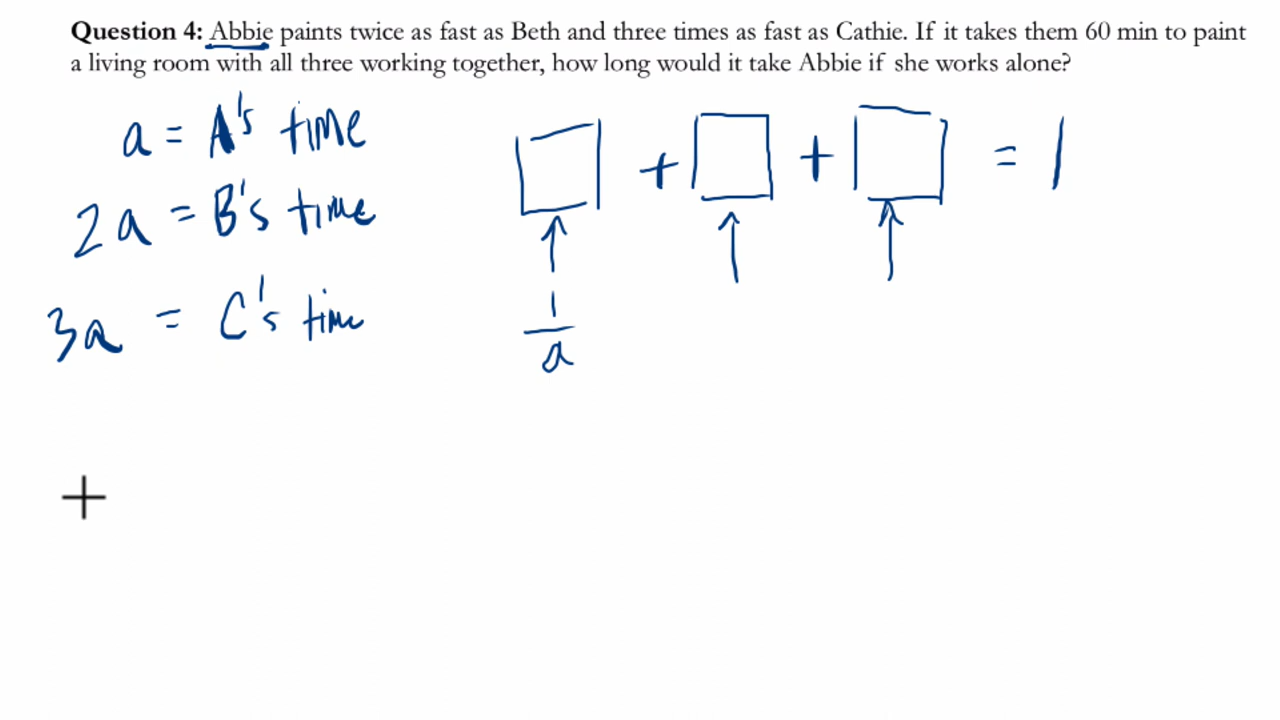 Question 4: Abbie paints twice as fast as Beth and three times as fast as Cathie. If it takes them 60 min to paint
a living room with all three working together, how long would it take Abbie if she works alone?
a = A's time
□ + □ + □ = 1
2a = B's time
3a = C's time
1/a